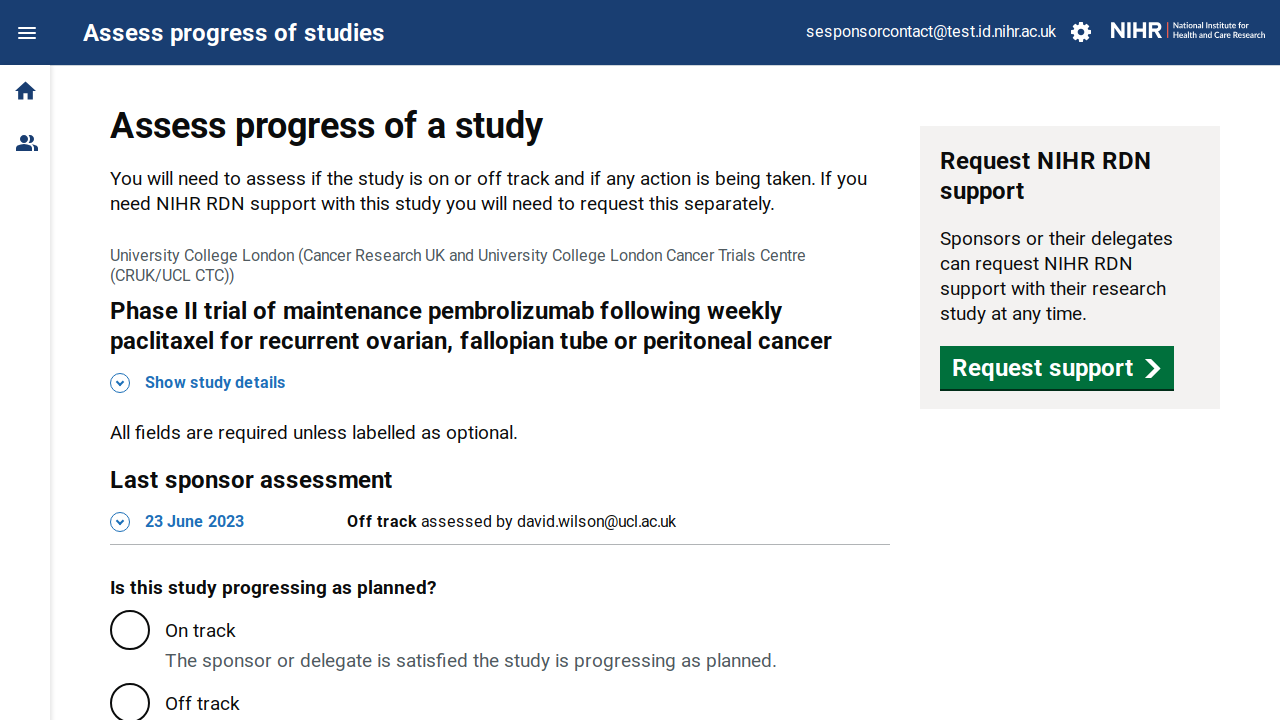 Assess progress of studies
sesponsorcontact@test.id.nihr.ac.uk
NIHR
National Institute for
Health and Care Research
Assess progress of a study
You will need to assess if the study is on or off track and if any action is being taken. If you
need NIHR RDN support with this study you will need to request this separately.
University College London (Cancer Research UK and University College London Cancer Trials Centre
(CRUK/UCL CTC))
Phase II trial of maintenance pembrolizumab following weekly
paclitaxel for recurrent ovarian, fallopian tube or peritoneal cancer
Show study details
All fields are required unless labelled as optional.
Last sponsor assessment
23 June 2023
Off track assessed by david.wilson@ucl.ac.uk
Is this study progressing as planned?
On track
The sponsor or delegate is satisfied the study is progressing as planned.
Off track
Request NIHR RDN
support
Sponsors or their delegates
can request NIHR RDN
support with their research
study at any time.
Request support